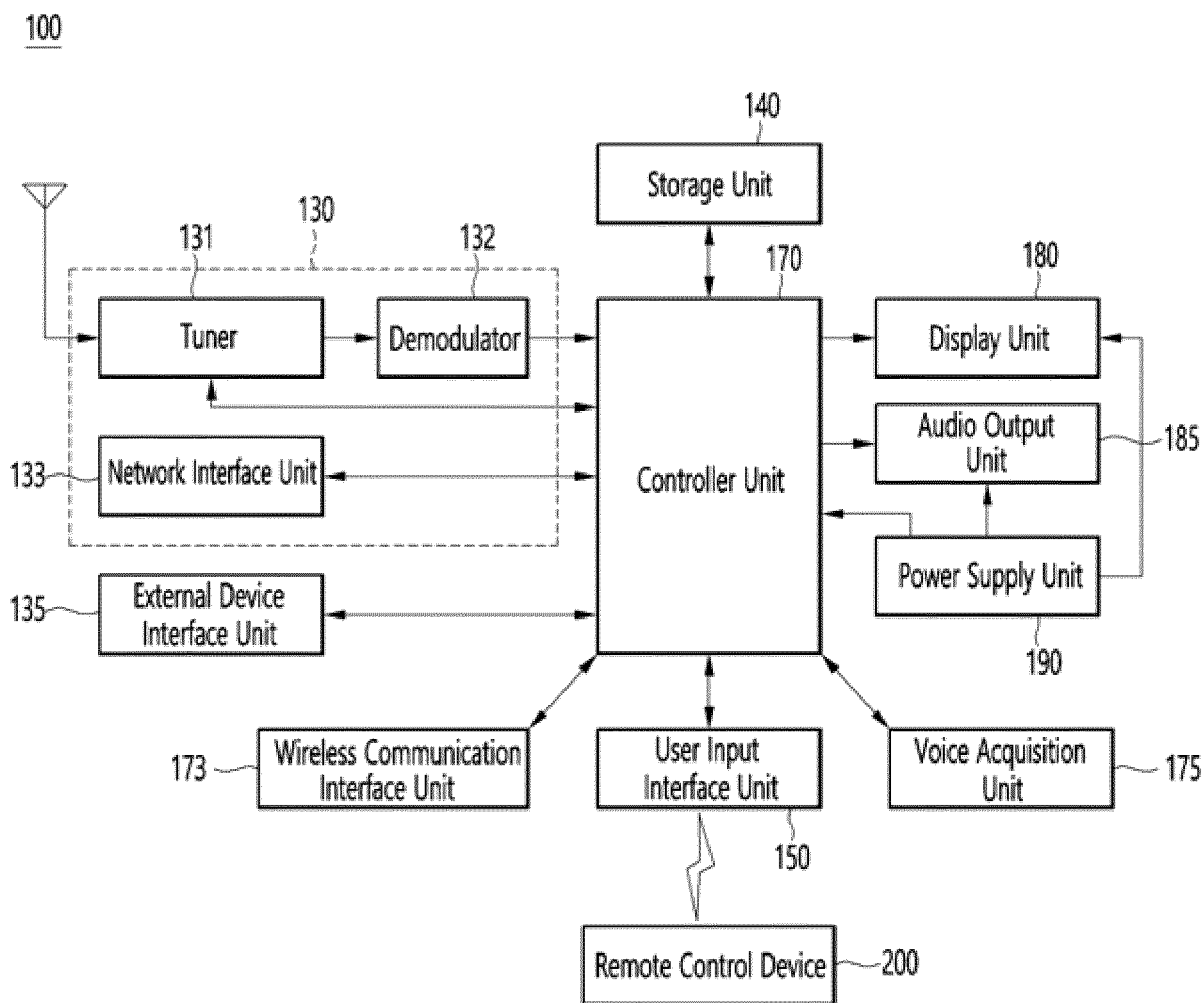 100
140
Storage Unit
130
131
132
170
180
Tuner
Demodulator
Display Unit
Controller Unit
Audio Output
Unit
185
133
Network Interface Unit
Power Supply Unit
190
135
External Device
Interface Unit
173
Wireless Communication
Interface Unit
User Input
Interface Unit
150
Voice Acquisition
Unit
175
Remote Control Device
200